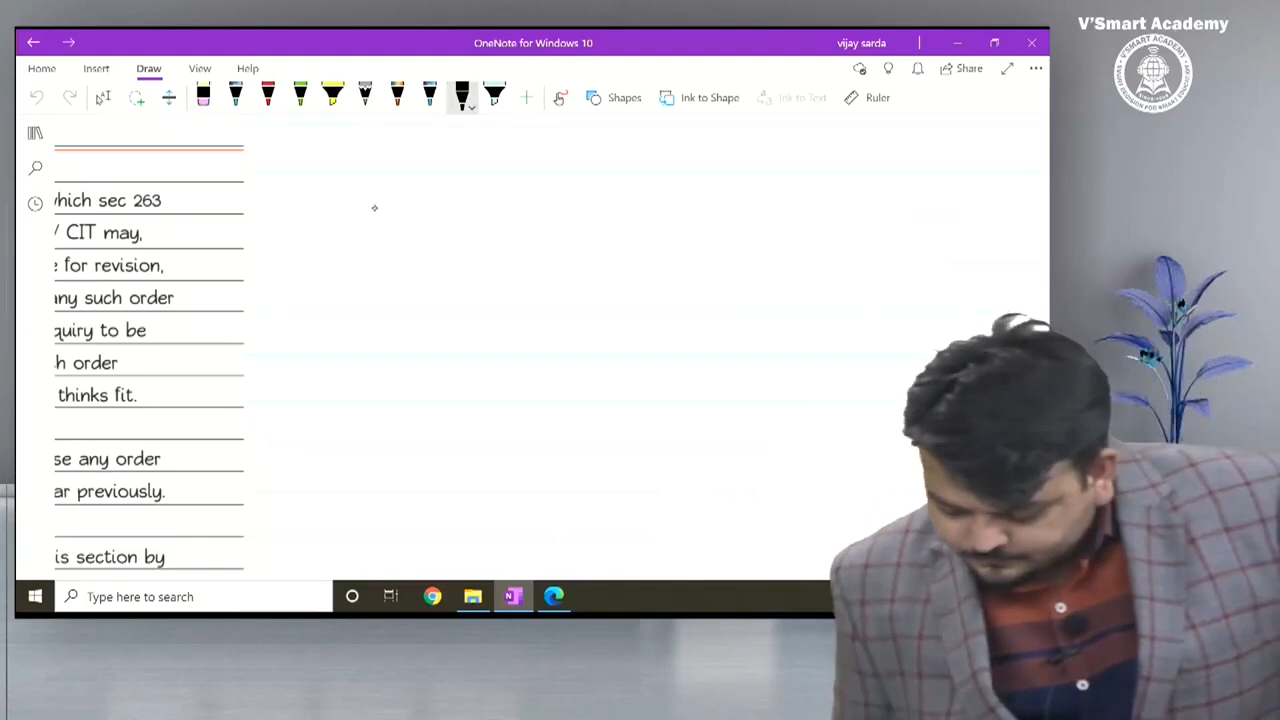 V'Smart Academy
OneNote for Windows 10
vijay sarda
Home Insert Draw View Help
Share
Shapes Ink to Shape Ink to Text Ruler
which sec 263
/ CIT may,
e for revision,
any such order
quiry to be
h order
thinks fit.
se any order
ar previously.
is section by
Type here to search